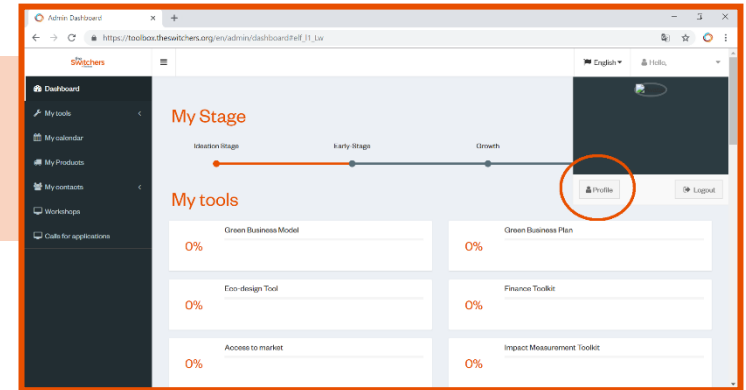 Admin Dashboard
https://toolbox.theswitchers.org/en/admin/dashboard#elf_l1_Lw
the
Switchers
English
Hello,
Dashboard
My tools
My calendar
My Products
My contacts
Workshops
Calls for applications
My Stage
Ideation Stage
Early-Stage
Growth
Profile
Logout
My tools
Green Business Model
0%
Green Business Plan
0%
Eco-design Tool
0%
Finance Toolkit
0%
Access to market
0%
Impact Measurement Toolkit
0%